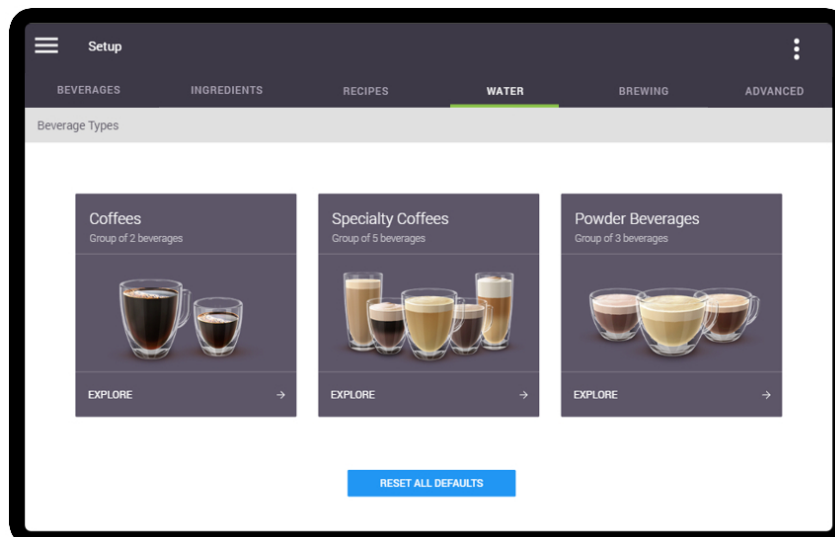 Setup
BEVERAGES INGREDIENTS RECIPES WATER BREWING ADVANCED
Beverage Types
Coffees
Group of 2 beverages
EXPLORE
Specialty Coffees
Group of 5 beverages
EXPLORE
Powder Beverages
Group of 3 beverages
EXPLORE
RESET ALL DEFAULTS